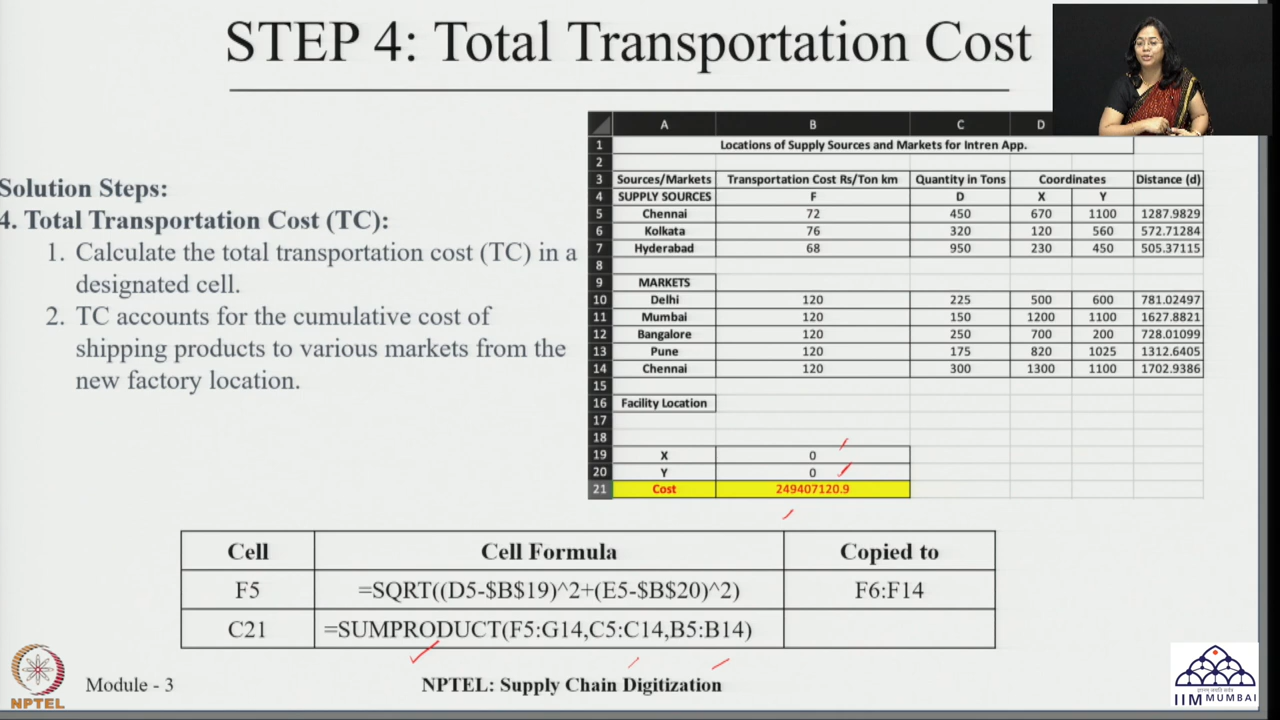 STEP 4: Total Transportation Cost
Solution Steps:
4. Total Transportation Cost (TC):
1. Calculate the total transportation cost (TC) in a
designated cell.
2. TC accounts for the cumulative cost of
shipping products to various markets from the
new factory location.
A B C D
1 Locations of Supply Sources and Markets for Intren App.
2
3 Sources/Markets Transportation Cost Rs/Ton km Quantity in Tons Coordinates Distance (d)
4 SUPPLY SOURCES F D X Y
5 Chennai 72 450 670 1100 1287.9829
6 Kolkata 76 320 120 560 572.71284
7 Hyderabad 68 950 230 450 505.37115
8
9 MARKETS
10 Delhi 120 225 500 600 781.02497
11 Mumbai 120 150 1200 1100 1627.8821
12 Bangalore 120 250 700 200 728.01099
13 Pune 120 175 820 1025 1312.6405
14 Chennai 120 300 1300 1100 1702.9386
15
16 Facility Location
17
18
19 X 0
20 Y 0
21 Cost 249407120.9
Cell Cell Formula Copied to
F5 =SQRT((D5-$B$19)^2+(E5-$B$20)^2) F6:F14
C21 =SUMPRODUCT(F5:G14,C5:C14,B5:B14)
NPTEL
Module - 3
NPTEL: Supply Chain Digitization
IIM MUMBAI